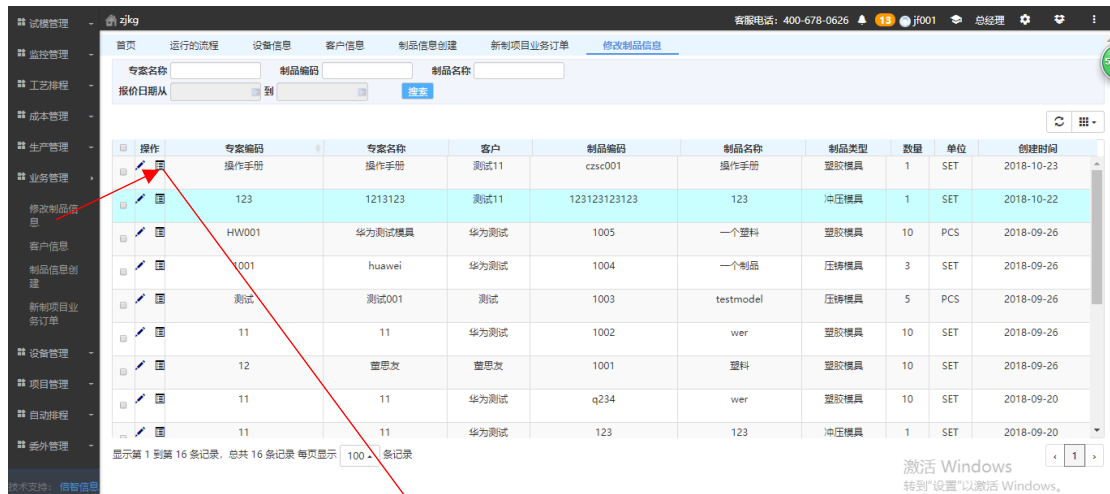 试模管理
监控管理
工艺排程
成本管理
生产管理
业务管理
修改制品信
息
客户信息
制品信息创
建
新制项目业
务订单
设备管理
项目管理
自动排程
委外管理
技术支持: 佰智信息
zjkg 客服电话: 400-678-0626 13 jf001 总经理
首页 运行的流程 设备信息 客户信息 制品信息创建 新制项目业务订单 修改制品信息
专案名称 制品编码 制品名称
报价日期从 到 搜素
操作 专案编码 专案名称 客户 制品编码 制品名称 制品类型 数量 单位 创建时间
操作手册 操作手册 测试11 czsc001 操作手册 塑胶模具 1 SET 2018-10-23
123 1213123 测试11 123123123123 123 冲压模具 1 SET 2018-10-22
HW001 华为测试模具 华为测试 1005 一个塑料 塑胶模具 10 PCS 2018-09-26
1001 huawei 华为测试 1004 一个制品 压铸模具 3 SET 2018-09-26
测试 测试001 测试 1003 testmodel 压铸模具 5 PCS 2018-09-26
11 11 华为测试 1002 wer 塑胶模具 10 SET 2018-09-26
12 董思友 董思友 1001 塑料 塑胶模具 10 SET 2018-09-26
11 11 华为测试 q234 wer 塑胶模具 10 SET 2018-09-20
11 11 华为测试 123 123 冲压模具 1 SET 2018-09-20
显示第 1 到第 16 条记录，总共 16 条记录 每页显示 100 条记录 ‹ 1 ›
激活 Windows
转到"设置"以激活 Windows。